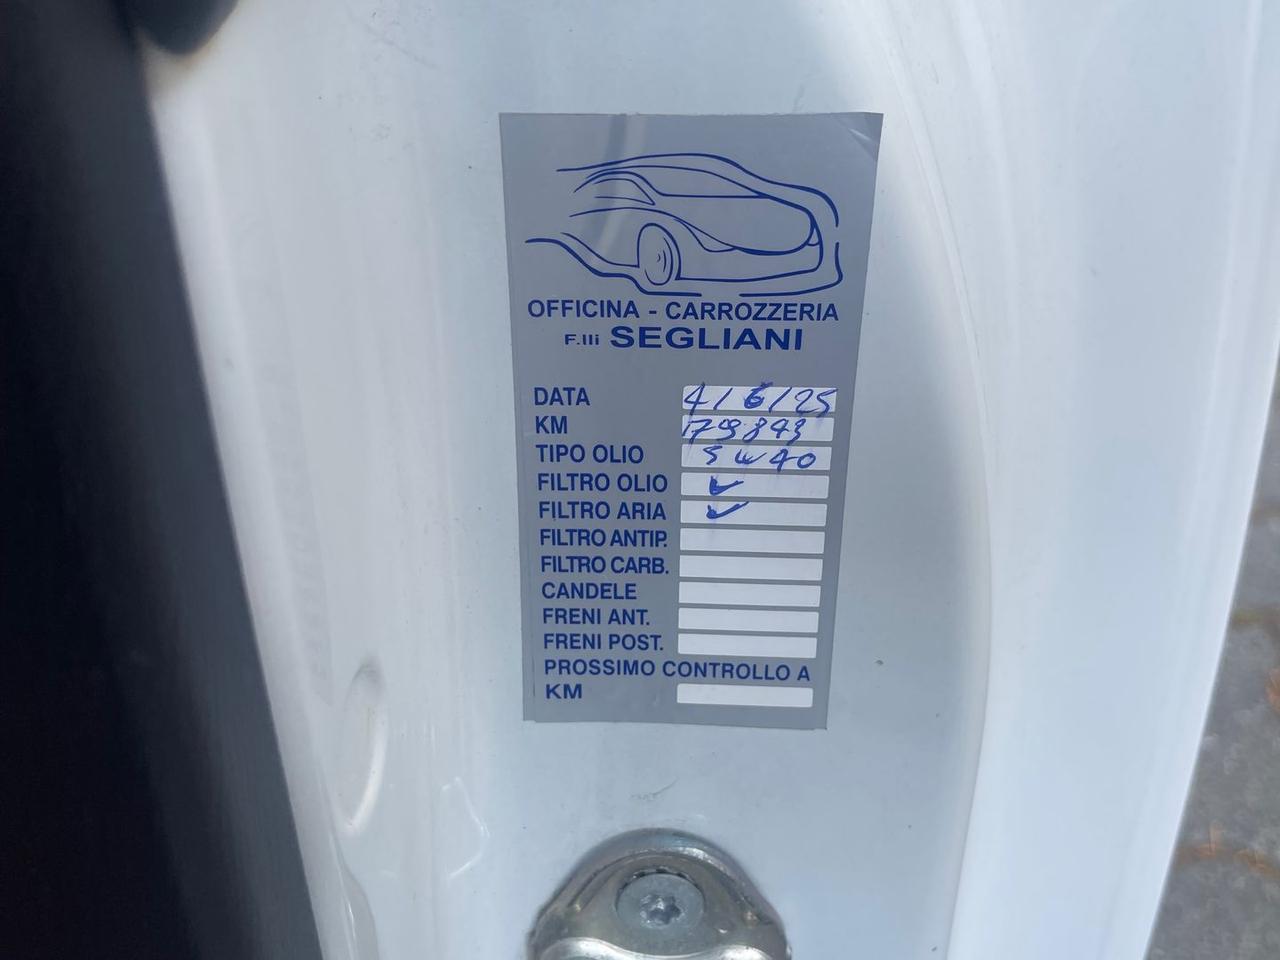 OFFICINA - CARROZZERIA
F.lli SEGLIANI
DATA 4/6/25
KM 179843
TIPO OLIO 5W40
FILTRO OLIO ✓
FILTRO ARIA ✓
FILTRO ANTIP.
FILTRO CARB.
CANDELE
FRENI ANT.
FRENI POST.
PROSSIMO CONTROLLO A
KM